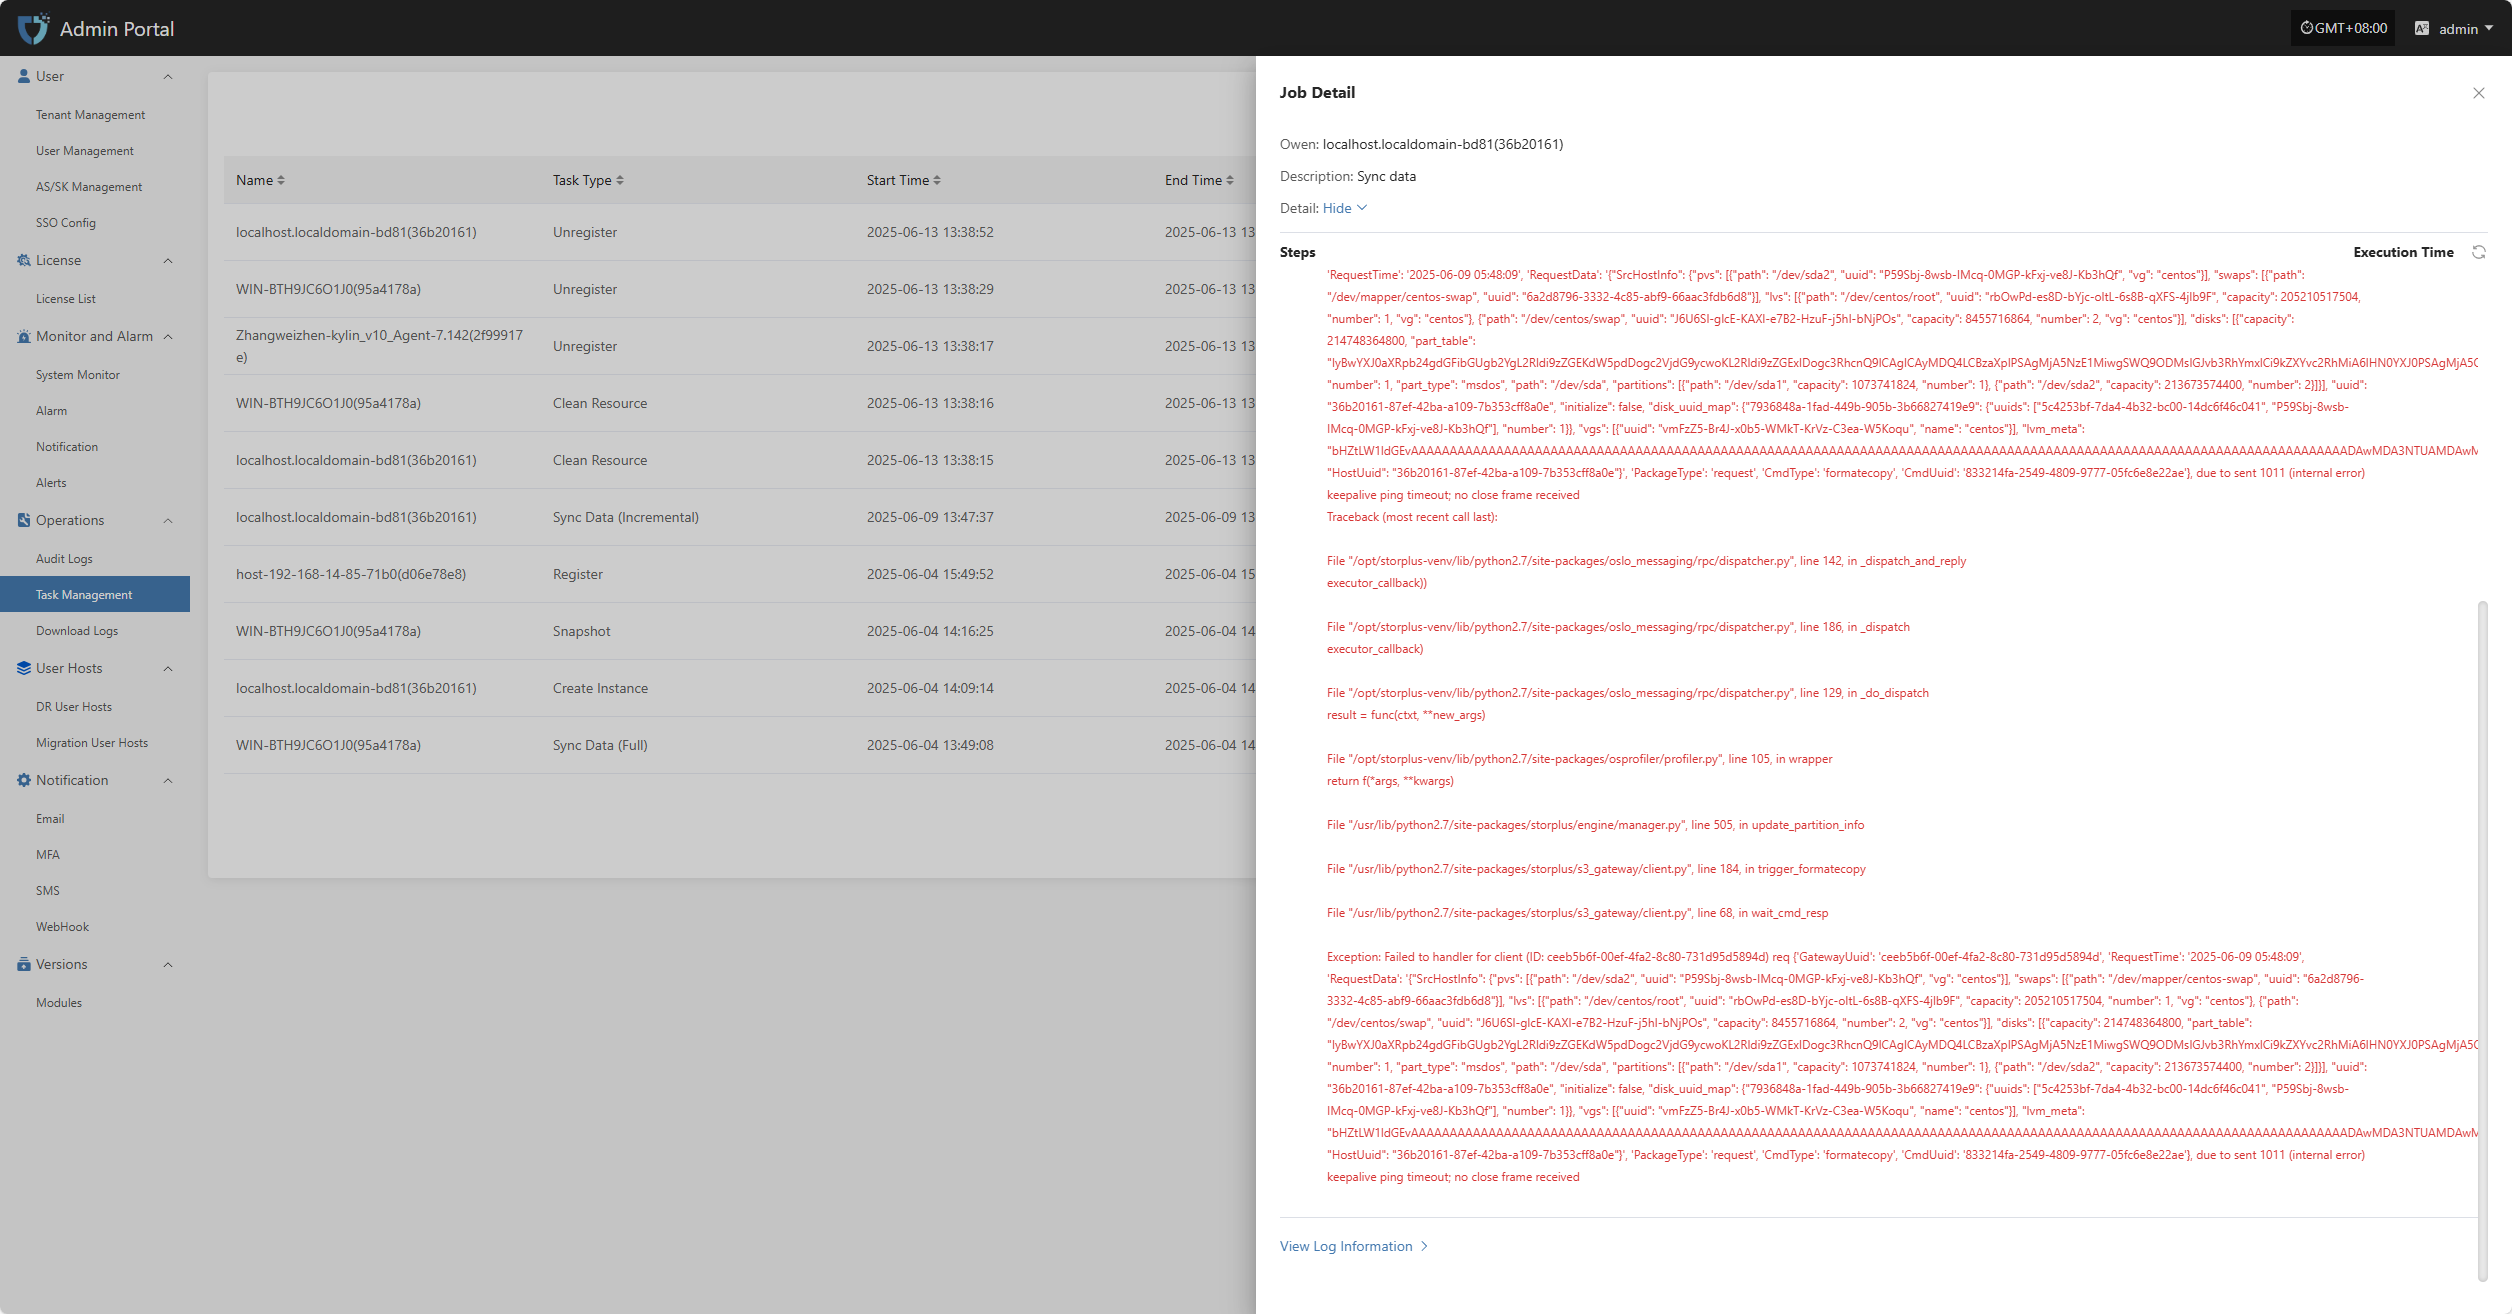 Admin Portal
GMT+08:00
admin
User
Tenant Management
User Management
AS/SK Management
SSO Config
License
License List
Monitor and Alarm
System Monitor
Alarm
Notification
Alerts
Operations
Audit Logs
Task Management
Download Logs
User Hosts
DR User Hosts
Migration User Hosts
Notification
Email
MFA
SMS
WebHook
Versions
Modules
Name Task Type Start Time End Time
localhost.localdomain-bd81(36b20161) Unregister 2025-06-13 13:38:52 2025-06-13 13
WIN-BTH9JC6O1J0(95a4178a) Unregister 2025-06-13 13:38:29 2025-06-13 13
Zhangweizhen-kylin_v10_Agent-7.142(2f99917
e) Unregister 2025-06-13 13:38:17 2025-06-13 13
WIN-BTH9JC6O1J0(95a4178a) Clean Resource 2025-06-13 13:38:16 2025-06-13 13
localhost.localdomain-bd81(36b20161) Clean Resource 2025-06-13 13:38:15 2025-06-13 13
localhost.localdomain-bd81(36b20161) Sync Data (Incremental) 2025-06-09 13:47:37 2025-06-09 13
host-192-168-14-85-71b0(d06e78e8) Register 2025-06-04 15:49:52 2025-06-04 15
WIN-BTH9JC6O1J0(95a4178a) Snapshot 2025-06-04 14:16:25 2025-06-04 14
localhost.localdomain-bd81(36b20161) Create Instance 2025-06-04 14:09:14 2025-06-04 14
WIN-BTH9JC6O1J0(95a4178a) Sync Data (Full) 2025-06-04 13:49:08 2025-06-04 14
Job Detail
Owen: localhost.localdomain-bd81(36b20161)
Description: Sync data
Detail: Hide
Steps Execution Time
'RequestTime': '2025-06-09 05:48:09', 'RequestData': '{"SrcHostInfo": {"pvs": [{"path": "/dev/sda2", "uuid": "P59Sbj-8wsb-IMcq-0MGP-kFxj-ve8J-Kb3hQf", "vg": "centos"}], "swaps": [{"path":
"/dev/mapper/centos-swap", "uuid": "6a2d8796-3332-4c85-abf9-66aac3fdb6d8"}], "lvs": [{"path": "/dev/centos/root", "uuid": "rbOwPd-es8D-bYjc-oItL-6s8B-qXFS-4jIb9F", "capacity": 205210517504,
"number": 1, "vg": "centos"}, {"path": "/dev/centos/swap", "uuid": "J6U6SI-gIcE-KAXI-e7B2-HzuF-j5hI-bNjPOs", "capacity": 8455716864, "number": 2, "vg": "centos"}], "disks": [{"capacity":
214748364800, "part_table":
"number": 1, "part_type": "msdos", "path": "/dev/sda", "partitions": [{"path": "/dev/sda1", "capacity": 1073741824, "number": 1}, {"path": "/dev/sda2", "capacity": 213673574400, "number": 2}]}], "uuid":
"36b20161-87ef-42ba-a109-7b353cff8a0e", "initialize": false, "disk_uuid_map": {"7936848a-1fad-449b-905b-3b66827419e9": {"uuids": ["5c4253bf-7da4-4b32-bc00-14dc6f46c041", "P59Sbj-8wsb-
IMcq-0MGP-kFxj-ve8J-Kb3hQf"], "number": 1}}, "vgs": [{"uuid": "vmFzZ5-Br4J-x0b5-WMkT-KrVz-C3ea-W5Koqu", "name": "centos"}], "lvm_meta":
"HostUuid": "36b20161-87ef-42ba-a109-7b353cff8a0e"}', 'PackageType': 'request', 'CmdType': 'formatecopy', 'CmdUuid': '833214fa-2549-4809-9777-05fc6e8e22ae'}, due to sent 1011 (internal error)
keepalive ping timeout; no close frame received
Traceback (most recent call last):
File "/opt/storplus-venv/lib/python2.7/site-packages/oslo_messaging/rpc/dispatcher.py", line 142, in _dispatch_and_reply
executor_callback))
File "/opt/storplus-venv/lib/python2.7/site-packages/oslo_messaging/rpc/dispatcher.py", line 186, in _dispatch
executor_callback)
File "/opt/storplus-venv/lib/python2.7/site-packages/oslo_messaging/rpc/dispatcher.py", line 129, in _do_dispatch
result = func(ctxt, **new_args)
File "/opt/storplus-venv/lib/python2.7/site-packages/osprofiler/profiler.py", line 105, in wrapper
return f(*args, **kwargs)
File "/usr/lib/python2.7/site-packages/storplus/engine/manager.py", line 505, in update_partition_info
File "/usr/lib/python2.7/site-packages/storplus/s3_gateway/client.py", line 184, in trigger_formatecopy
File "/usr/lib/python2.7/site-packages/storplus/s3_gateway/client.py", line 68, in wait_cmd_resp
Exception: Failed to handler for client (ID: ceeb5b6f-00ef-4fa2-8c80-731d95d5894d) req {'GatewayUuid': 'ceeb5b6f-00ef-4fa2-8c80-731d95d5894d', 'RequestTime': '2025-06-09 05:48:09',
'RequestData': '{"SrcHostInfo": {"pvs": [{"path": "/dev/sda2", "uuid": "P59Sbj-8wsb-IMcq-0MGP-kFxj-ve8J-Kb3hQf", "vg": "centos"}], "swaps": [{"path": "/dev/mapper/centos-swap", "uuid": "6a2d8796-
3332-4c85-abf9-66aac3fdb6d8"}], "lvs": [{"path": "/dev/centos/root", "uuid": "rbOwPd-es8D-bYjc-oItL-6s8B-qXFS-4jIb9F", "capacity": 205210517504, "number": 1, "vg": "centos"}, {"path":
"/dev/centos/swap", "uuid": "J6U6SI-gIcE-KAXI-e7B2-HzuF-j5hI-bNjPOs", "capacity": 8455716864, "number": 2, "vg": "centos"}], "disks": [{"capacity": 214748364800, "part_table":
"number": 1, "part_type": "msdos", "path": "/dev/sda", "partitions": [{"path": "/dev/sda1", "capacity": 1073741824, "number": 1}, {"path": "/dev/sda2", "capacity": 213673574400, "number": 2}]}], "uuid":
"36b20161-87ef-42ba-a109-7b353cff8a0e", "initialize": false, "disk_uuid_map": {"7936848a-1fad-449b-905b-3b66827419e9": {"uuids": ["5c4253bf-7da4-4b32-bc00-14dc6f46c041", "P59Sbj-8wsb-
IMcq-0MGP-kFxj-ve8J-Kb3hQf"], "number": 1}}, "vgs": [{"uuid": "vmFzZ5-Br4J-x0b5-WMkT-KrVz-C3ea-W5Koqu", "name": "centos"}], "lvm_meta":
"HostUuid": "36b20161-87ef-42ba-a109-7b353cff8a0e"}', 'PackageType': 'request', 'CmdType': 'formatecopy', 'CmdUuid': '833214fa-2549-4809-9777-05fc6e8e22ae'}, due to sent 1011 (internal error)
keepalive ping timeout; no close frame received
View Log Information